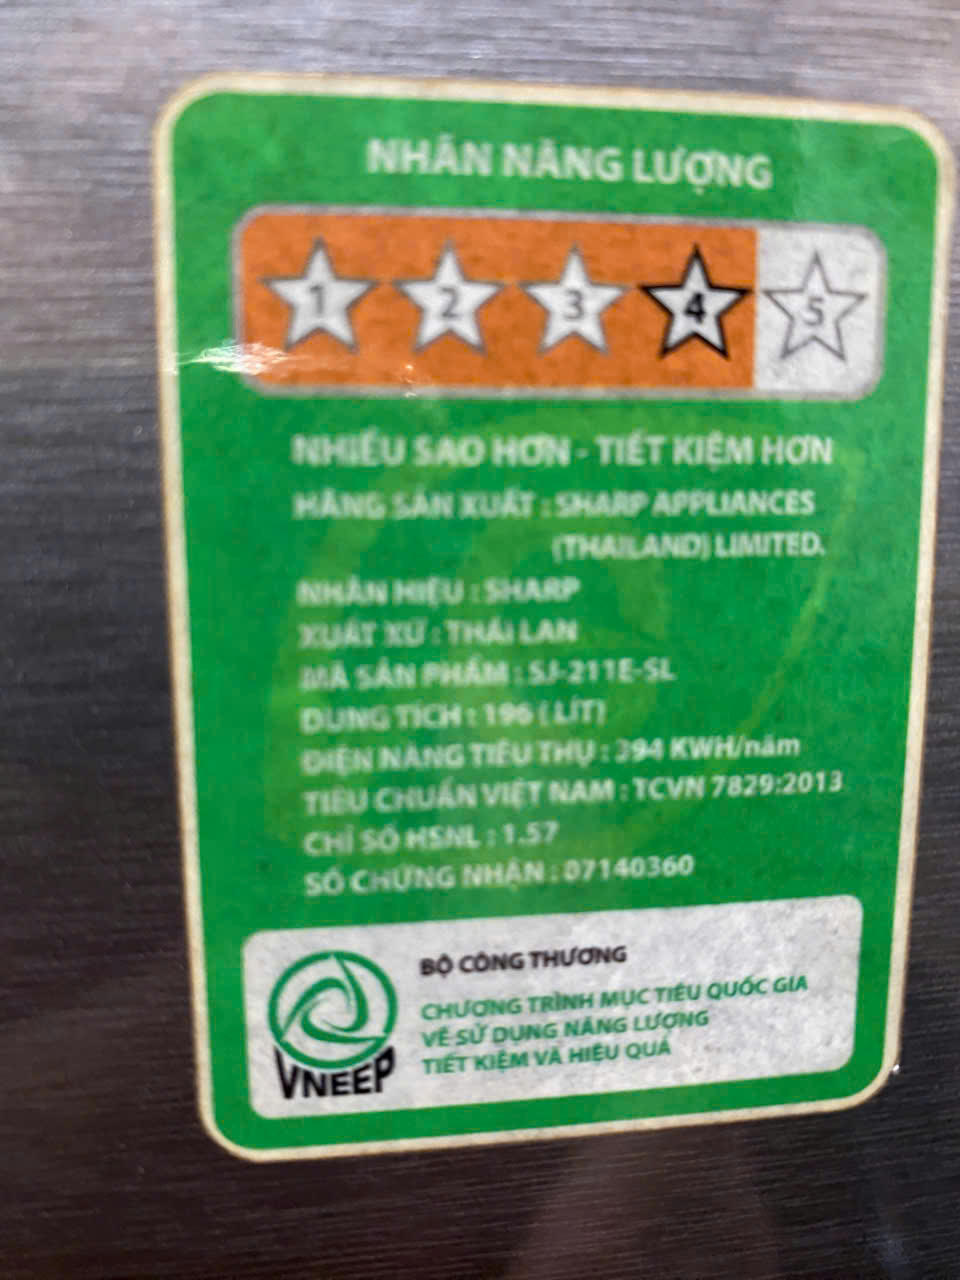 NHÃN NĂNG LƯỢNG
1 2 3 4 5
NHIỀU SAO HƠN - TIẾT KIỆM HƠN
HÃNG SẢN XUẤT : SHARP APPLIANCES
(THAILAND) LIMITED.
NHÃN HIỆU : SHARP
XUẤT XỨ : THÁI LAN
MÃ SẢN PHẨM : SJ-211E-SL
DUNG TÍCH : 196 ( LÍT)
ĐIỆN NĂNG TIÊU THỤ : 394 KWH/năm
TIÊU CHUẨN VIỆT NAM : TCVN 7829:2013
CHỈ SỐ HSNL : 1.57
SỐ CHỨNG NHẬN : 07140360
BỘ CÔNG THƯƠNG
CHƯƠNG TRÌNH MỤC TIÊU QUỐC GIA
VỀ SỬ DỤNG NĂNG LƯỢNG
TIẾT KIỆM VÀ HIỆU QUẢ
VNEEP